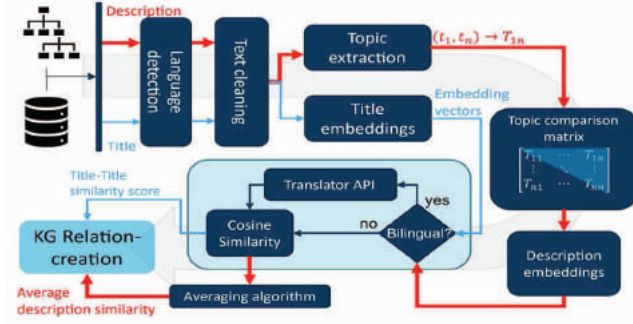 Description
Language
detection
Text cleaning
Topic
extraction
(t₁, tₙ) → T₁ₙ
Title
Title
embeddings
Embedding
vectors
Topic comparison
matrix
T₁₁ ⋯ T₁ₙ
⋮ ⋱ ⋮
Tₙ₁ ⋯ Tₙₙ
Title-Title
similarity score
Translator API
yes
no
Cosine
Similarity
Bilingual?
KG Relation-
creation
Description
embeddings
Average
description similarity
Averaging algorithm